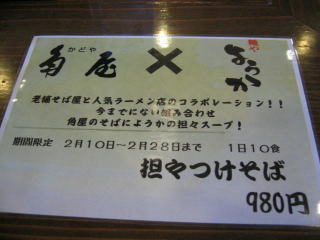 かどや
角屋 × 麺や ようか
老舗そば屋と人気ラーメン店のコラボレーション！！
今までにない組み合わせ
角屋のそばにようかの担々スープ！
期間限定 2月10日～2月28日まで 1日10食
担々つけそば
980円